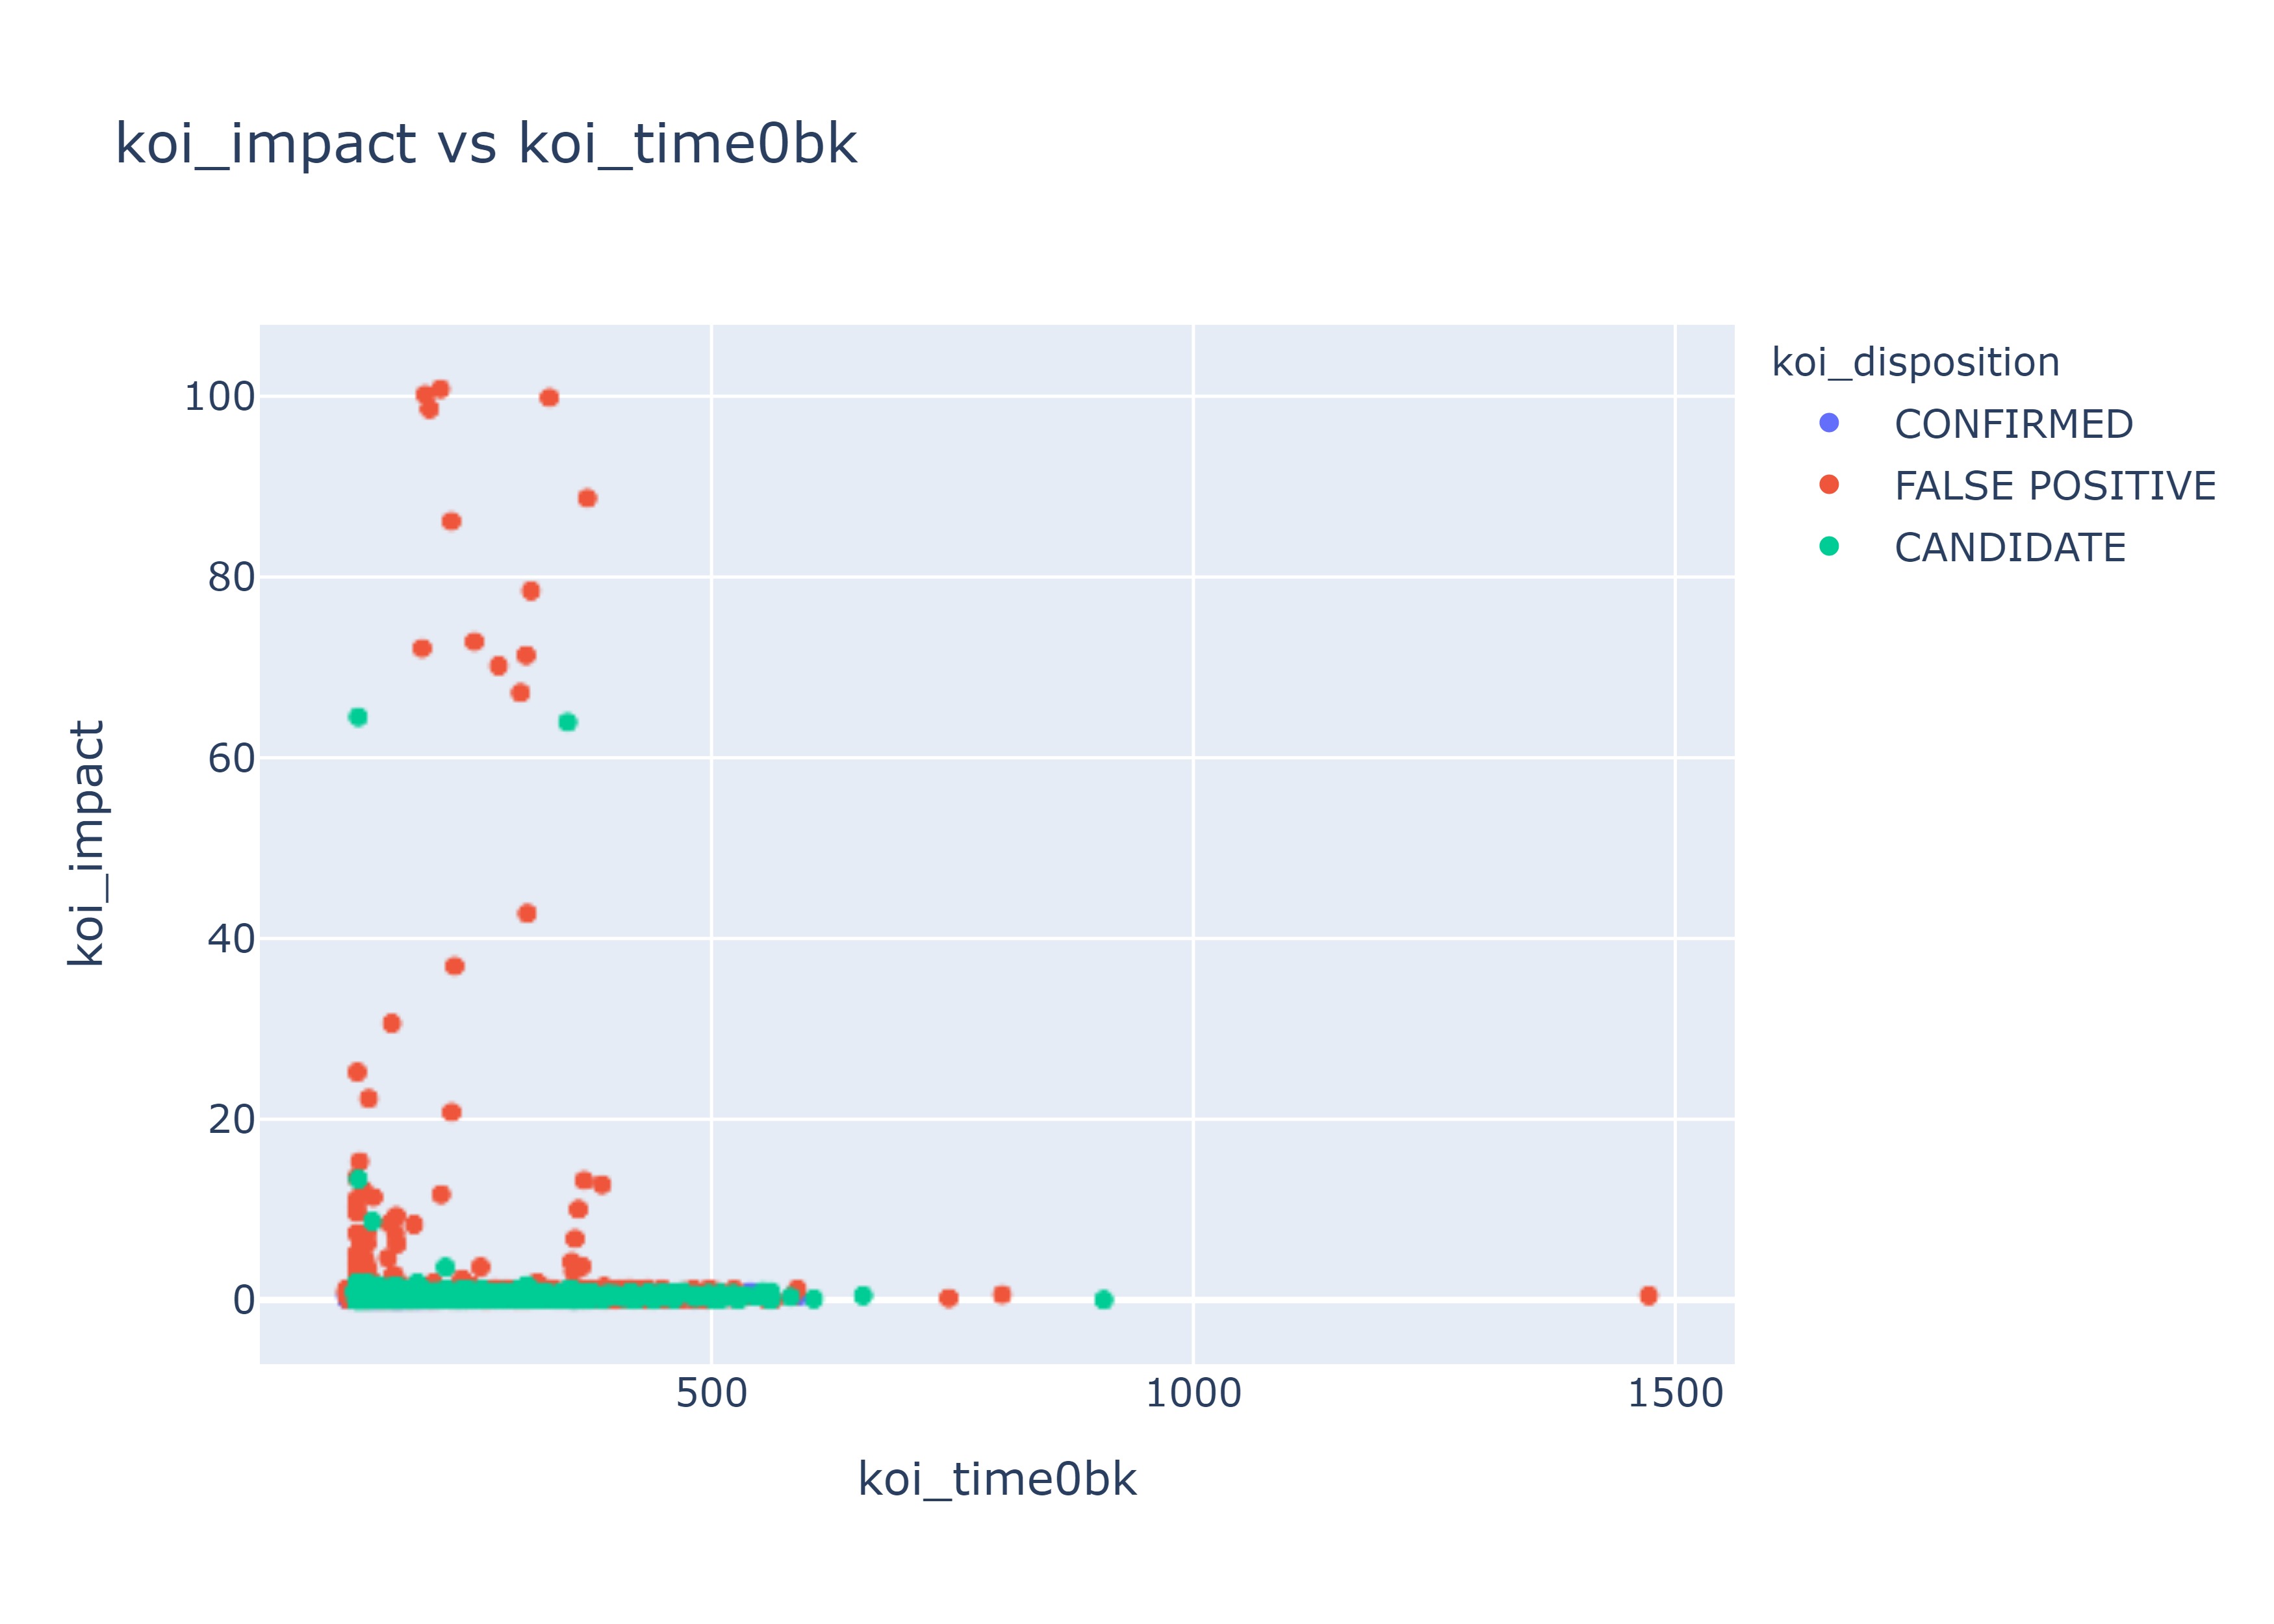 koi_impact vs koi_time0bk
koi_disposition
CONFIRMED
FALSE POSITIVE
CANDIDATE
koi_impact
100
80
60
40
20
0
500
1000
1500
koi_time0bk